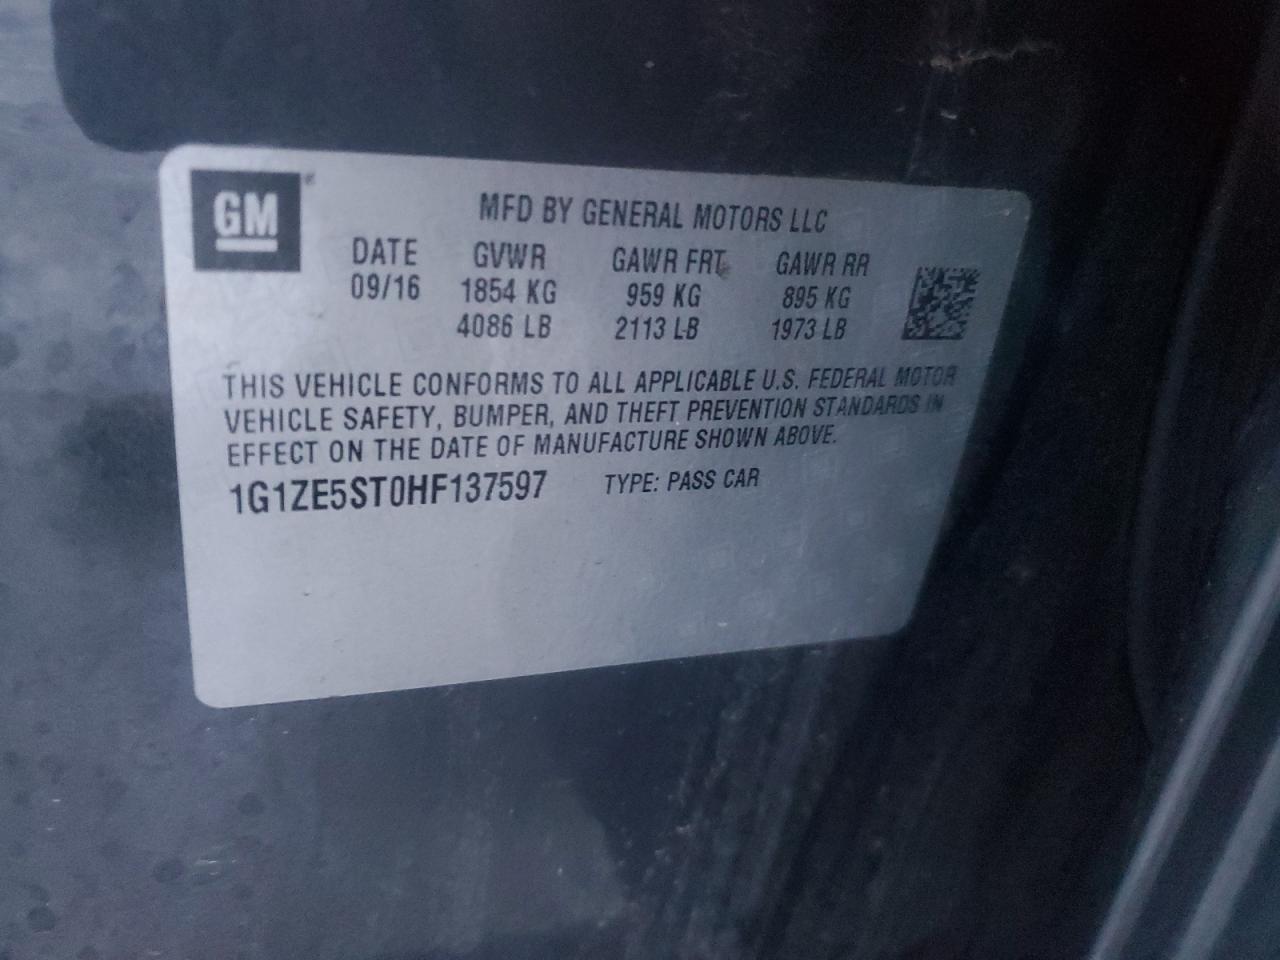 GM®
MFD BY GENERAL MOTORS LLC
DATE GVWR GAWR FRT GAWR RR
09/16 1854 KG 959 KG 895 KG
4086 LB 2113 LB 1973 LB
THIS VEHICLE CONFORMS TO ALL APPLICABLE U.S. FEDERAL MOTOR
VEHICLE SAFETY, BUMPER, AND THEFT PREVENTION STANDARDS IN
EFFECT ON THE DATE OF MANUFACTURE SHOWN ABOVE.
1G1ZE5ST0HF137597 TYPE: PASS CAR